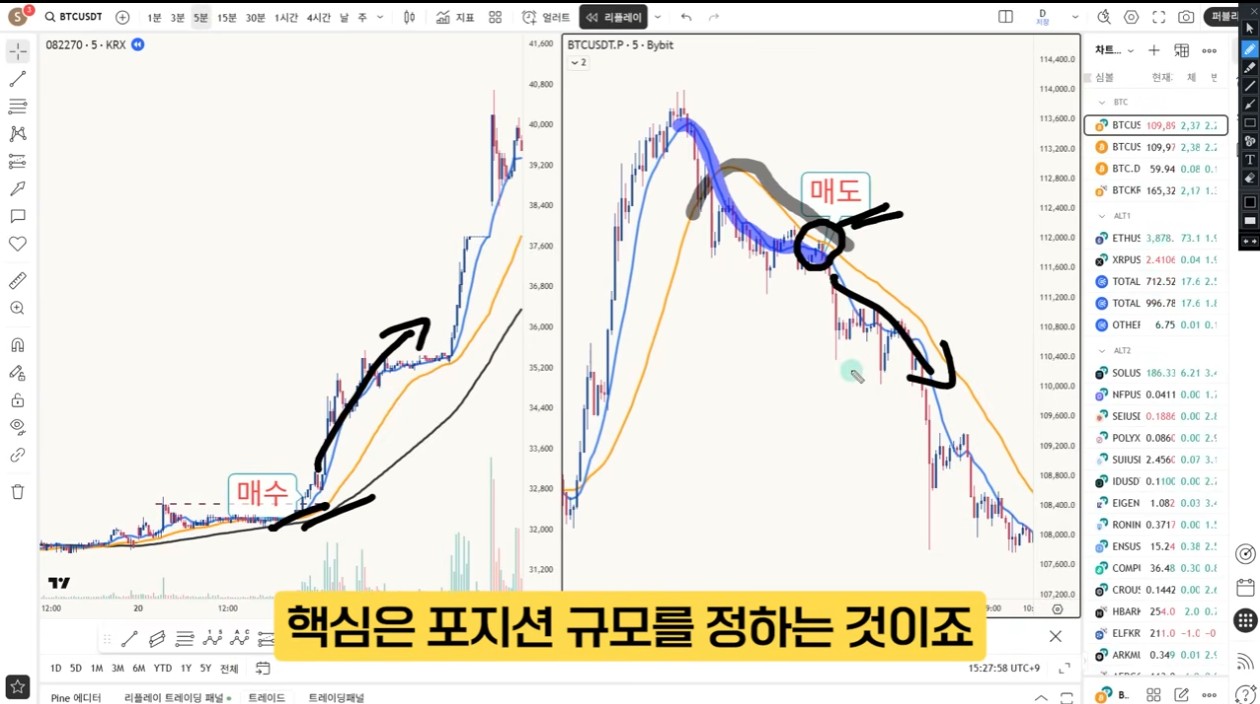 S 3 BTCUSDT 1분 3분 5분 15분 30분 1시간 4시간 날 주 지표 얼러트 리플레이 D 저장 퍼블리
082270 · 5 · KRX
BTCUSDT.P · 5 · Bybit
2
41,600
40,800
40,000
39,200
38,400
37,600
36,800
36,000
35,200
34,400
33,600
32,800
32,000
31,200
매수
12:00 20 12:00
114,400.0
114,000.0
113,600.0
113,200.0
112,800.0
112,400.0
112,000.0
111,600.0
111,200.0
110,800.0
110,400.0
110,000.0
109,600.0
109,200.0
108,800.0
108,400.0
108,000.0
107,600.0
107,200.0
매도
9:00 10:
차트...
심볼 현재: 체 변
BTC
BTCUS 109,89 2,37 2.2
BTCUS 109,97 2,38 2.2
BTC.D 59.94 0.08 0.1
BTCKR 165,32 2,17 1.3
ALT1
ETHUS 3,878. 73.1 1.9
XRPUS 2.4106 0.04 1.9
TOTAL 712.52 17.6 2.5
TOTAL 996.78 17.6 1.8
OTHER 6.75 0.01 0.1
ALT2
SOLUS 186.33 6.21 3.4
NFPUS 0.0411 0.00 1.7
SEIUSD 0.1886 0.00 2.8
POLYX 0.0860 0.00 2.9
SUIUSI 2.4560 0.07 3.1
IDUSD 0.1100 0.00 2.7
EIGEN 1.082 0.03 3.4
RONIN 0.3717 0.00 1.5
ENSUS 15.24 0.38 2.5
COMPI 36.48 0.30 0.8
CROUS 0.1442 0.00 2.6
HBARK 254.0 2.0 0.7
ELFKR 211.0 -1.0 -0
ARKM 0.349 0.01 2.9
핵심은 포지션 규모를 정하는 것이죠
1D 5D 1M 3M 6M YTD 1Y 5Y 전체
15:27:58 UTC+9
Pine 에디터 리플레이 트레이딩 패널 트레이드 트레이딩패널
B..